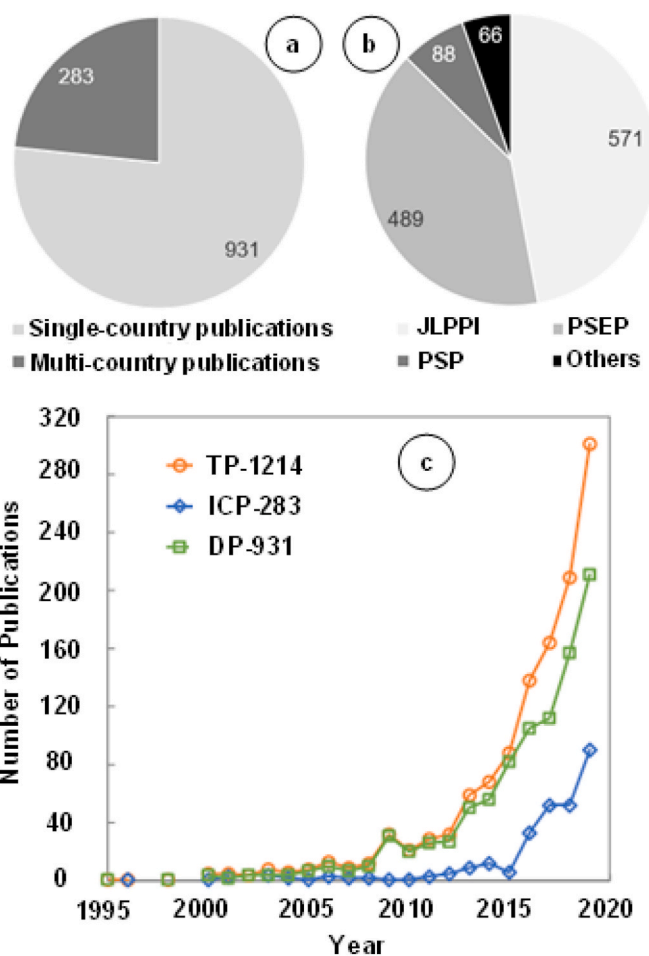 283
931
a
b
66
88
571
489
Single-country publications
Multi-country publications
JLPPI
PSEP
PSP
Others
320
280
240
200
160
120
80
40
0
Number of Publications
c
TP-1214
ICP-283
DP-931
1995
2000
2005
2010
2015
2020
Year